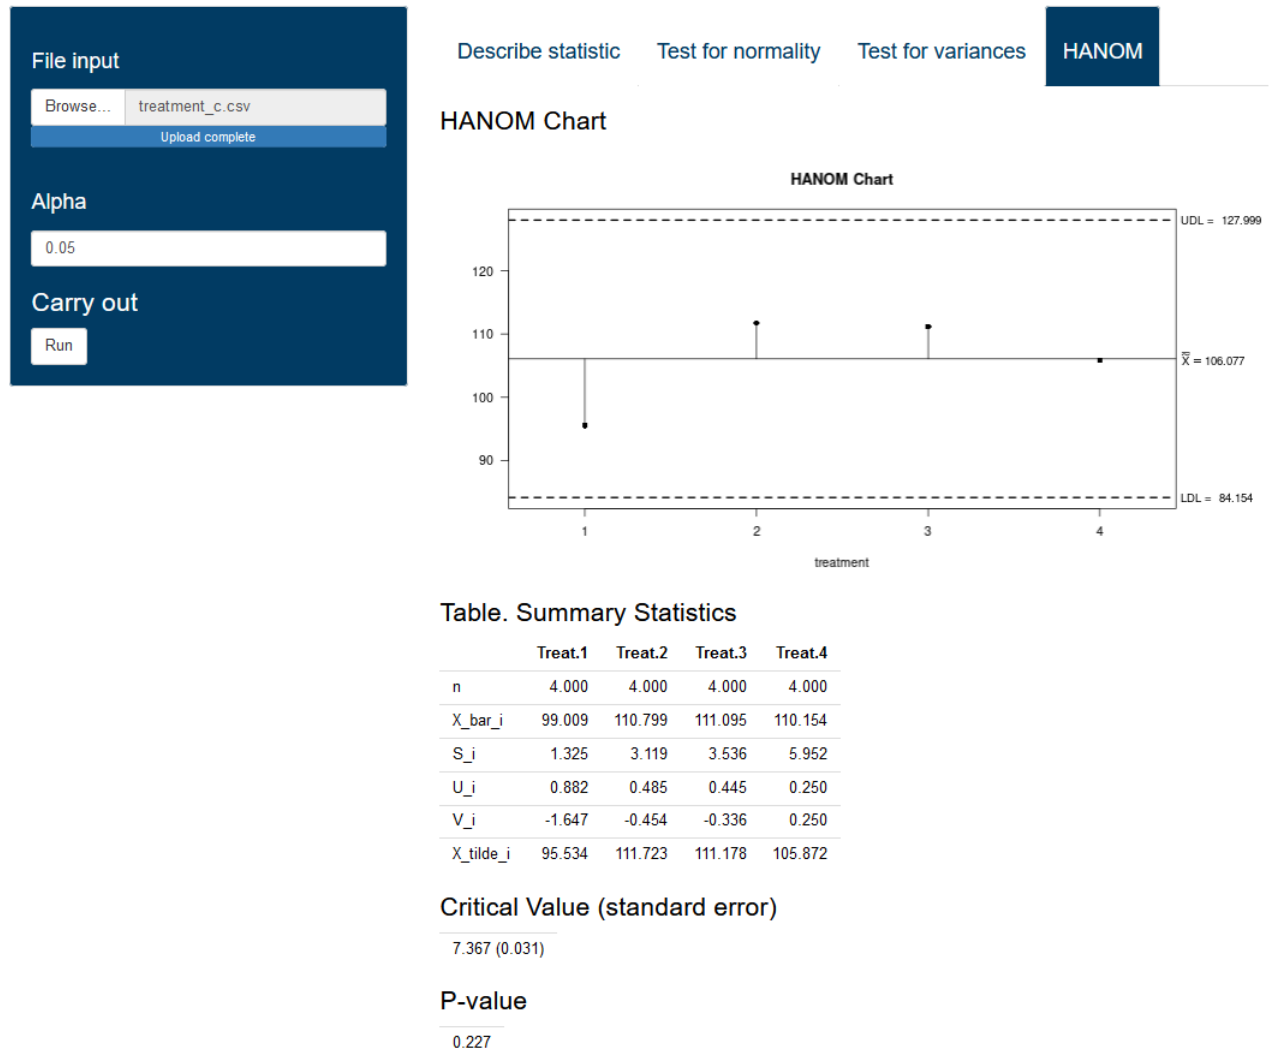 File input
Browse... treatment_c.csv
Upload complete
Alpha
0.05
Carry out
Run
Describe statistic Test for normality Test for variances HANOM
HANOM Chart
HANOM Chart
UDL = 127.999
120
110
X = 106.077
100
90
LDL = 84.154
1 2 3 4
treatment
Table. Summary Statistics
Treat.1 Treat.2 Treat.3 Treat.4
n 4.000 4.000 4.000 4.000
X_bar_i 99.009 110.799 111.095 110.154
S_i 1.325 3.119 3.536 5.952
U_i 0.882 0.485 0.445 0.250
V_i -1.647 -0.454 -0.336 0.250
X_tilde_i 95.534 111.723 111.178 105.872
Critical Value (standard error)
7.367 (0.031)
P-value
0.227